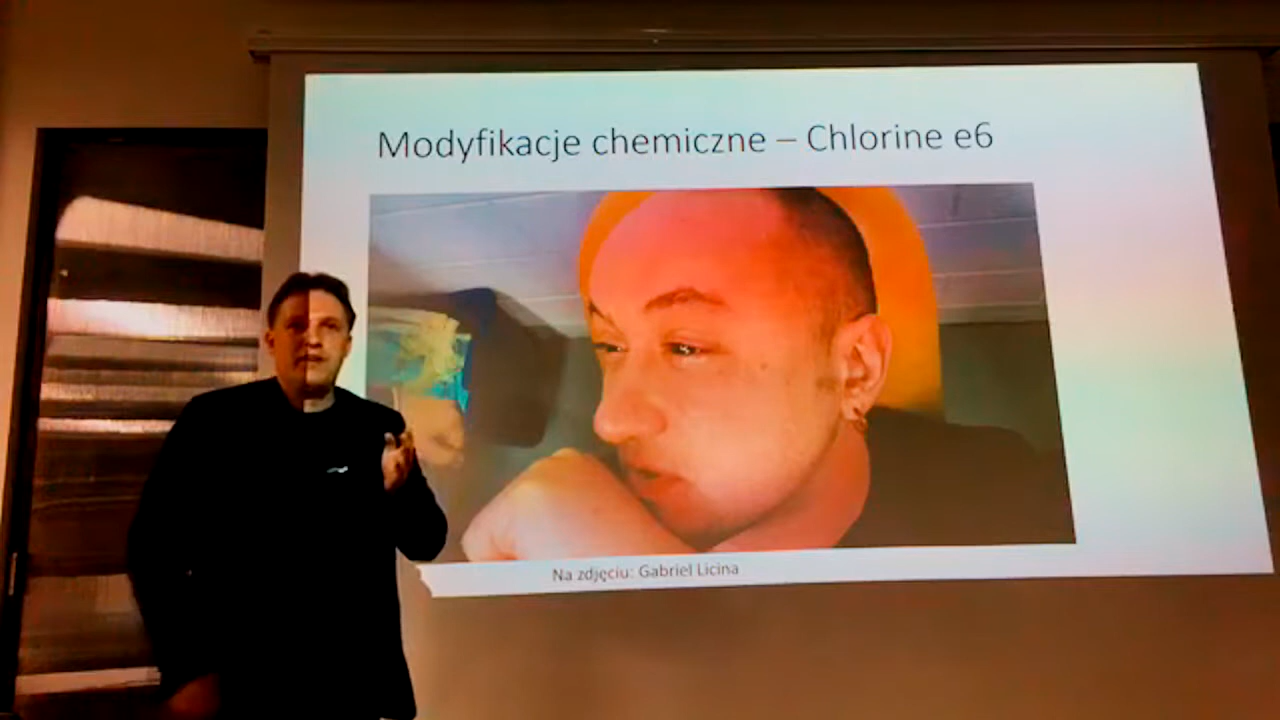 Modyfikacje chemiczne – Chlorine e6
Na zdjęciu: Gabriel Licina